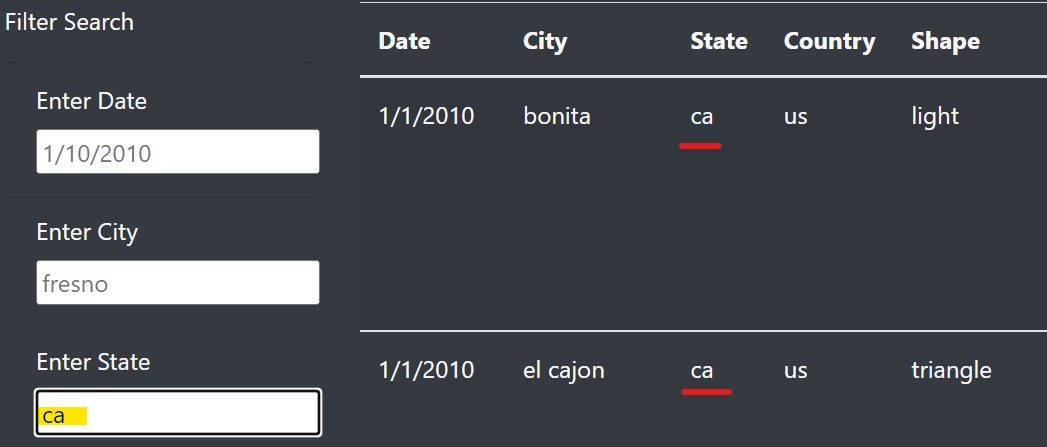 Filter Search
Enter Date
1/10/2010
Enter City
fresno
Enter State
ca
Date City State Country Shape
1/1/2010 bonita ca us light
1/1/2010 el cajon ca us triangle